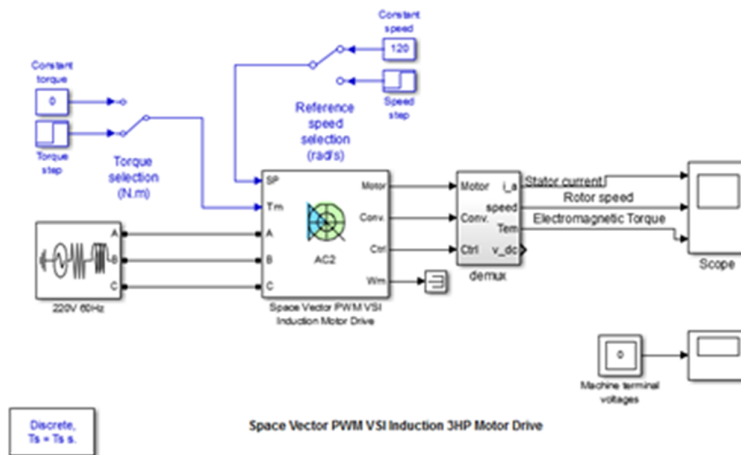 Constant
speed
120
Speed
step
Constant
torque
0
Torque
step
Torque
selection
(N.m)
Reference
speed
selection
(rad/s)
SP
Tm
A
B
C
Motor
Conv.
Ctrl
Wm
AC2
Space Vector PWM VSI
Induction Motor Drive
A
B
C
220V 60Hz
Motor
Conv.
Ctrl
i_a
speed
Tem
v_dc
demux
Stator current
Rotor speed
Electromagnetic Torque
Scope
0
Machine terminal
voltages
Discrete,
Ts = Ts s.
Space Vector PWM VSI Induction 3HP Motor Drive